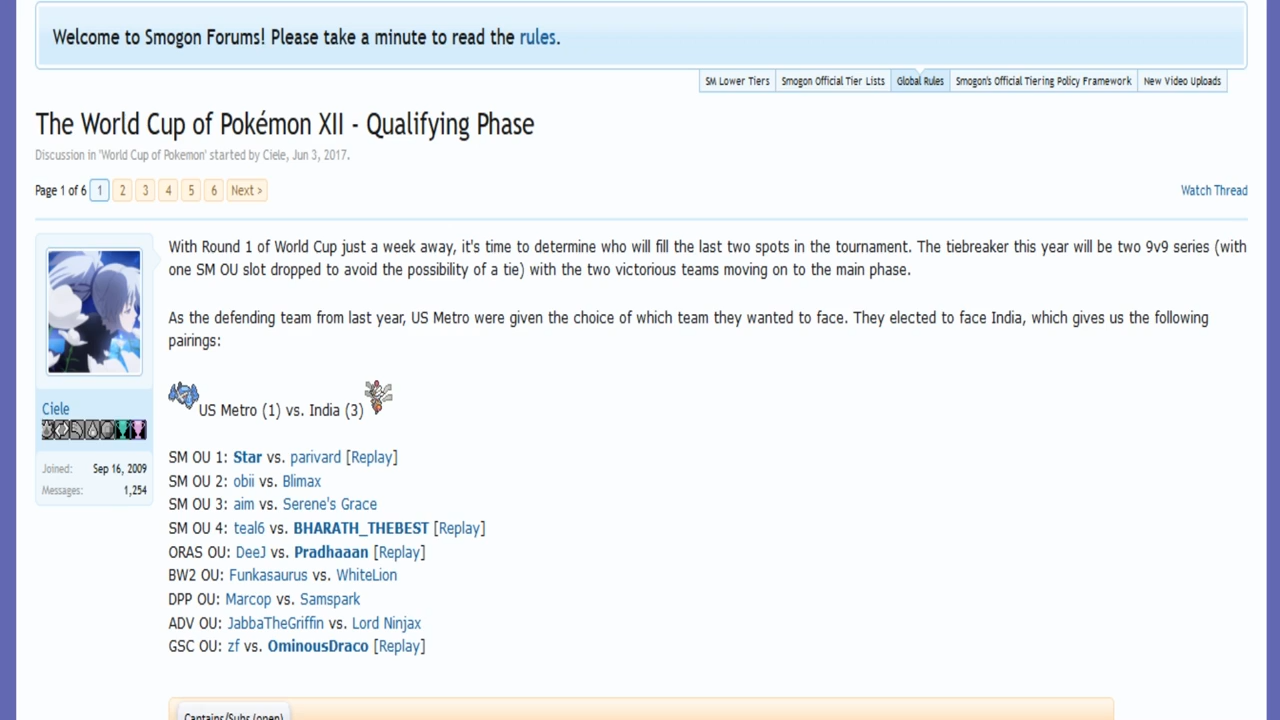 Welcome to Smogon Forums! Please take a minute to read the rules.
SM Lower Tiers Smogon Official Tier Lists Global Rules Smogon's Official Tiering Policy Framework New Video Uploads
The World Cup of Pokémon XII - Qualifying Phase
Discussion in 'World Cup of Pokemon' started by Ciele, Jun 3, 2017.
Page 1 of 6 1 2 3 4 5 6 Next >
Watch Thread
With Round 1 of World Cup just a week away, it's time to determine who will fill the last two spots in the tournament. The tiebreaker this year will be two 9v9 series (with
one SM OU slot dropped to avoid the possibility of a tie) with the two victorious teams moving on to the main phase.
As the defending team from last year, US Metro were given the choice of which team they wanted to face. They elected to face India, which gives us the following
pairings:
US Metro (1) vs. India (3)
Ciele
Joined: Sep 16, 2009
Messages: 1,254
SM OU 1: Star vs. parivard [Replay]
SM OU 2: obii vs. Blimax
SM OU 3: aim vs. Serene's Grace
SM OU 4: teal6 vs. BHARATH_THEBEST [Replay]
ORAS OU: DeeJ vs. Pradhaaan [Replay]
BW2 OU: Funkasaurus vs. WhiteLion
DPP OU: Marcop vs. Samspark
ADV OU: JabbaTheGriffin vs. Lord Ninjax
GSC OU: zf vs. OminousDraco [Replay]
Captains/Subs (open)